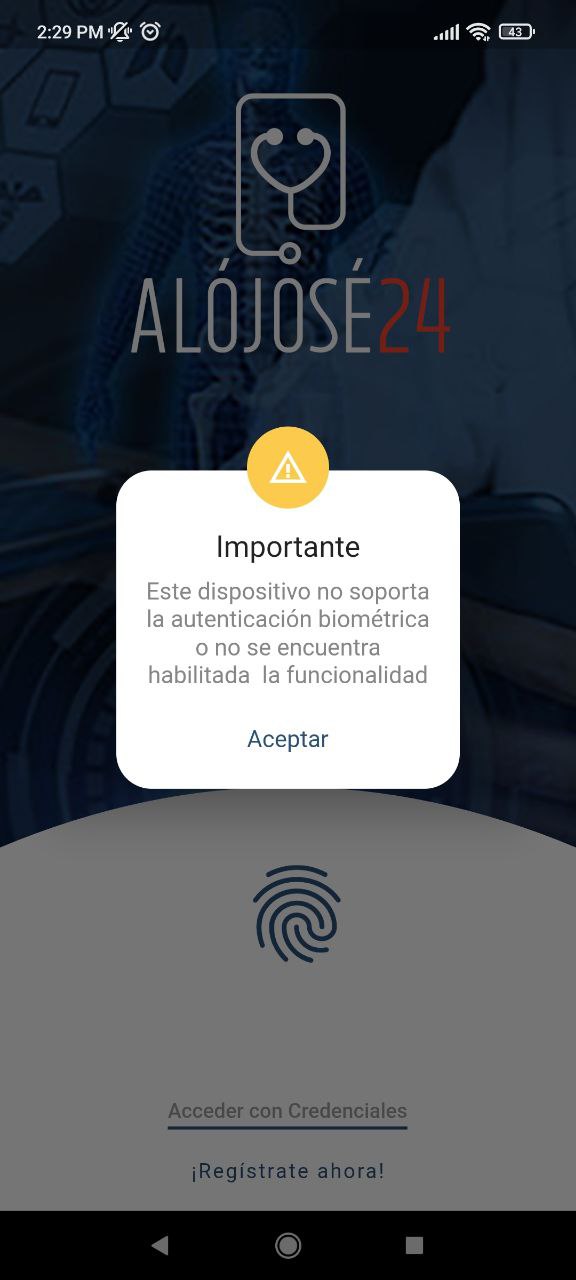 2:29 PM
43
ALÓJOSÉ24
Importante
Este dispositivo no soporta
la autenticación biométrica
o no se encuentra
habilitada  la funcionalidad
Aceptar
Acceder con Credenciales
¡Regístrate ahora!